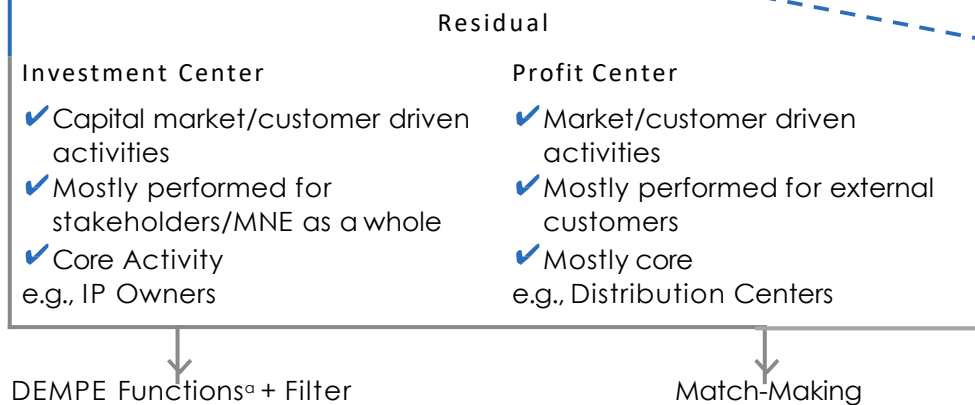 Residual
Investment Center
✔Capital market/customer driven
activities
✔Mostly performed for
stakeholders/MNE as a whole
✔Core Activity
e.g., IP Owners
Profit Center
✔Market/customer driven
activities
✔Mostly performed for external
customers
✔Mostly core
e.g., Distribution Centers
DEMPE Functionsᵃ + Filter
Match-Making